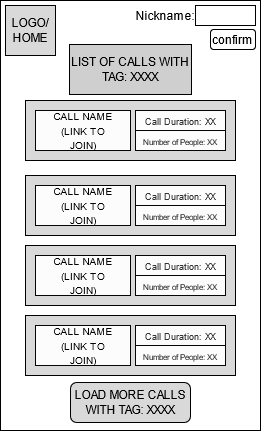 LOGO/
HOME
Nickname:
confirm
LIST OF CALLS WITH
TAG: XXXX
CALL NAME
(LINK TO
JOIN)
Call Duration: XX
Number of People: XX
CALL NAME
(LINK TO
JOIN)
Call Duration: XX
Number of People: XX
CALL NAME
(LINK TO
JOIN)
Call Duration: XX
Number of People: XX
CALL NAME
(LINK TO
JOIN)
Call Duration: XX
Number of People: XX
LOAD MORE CALLS
WITH TAG: XXXX